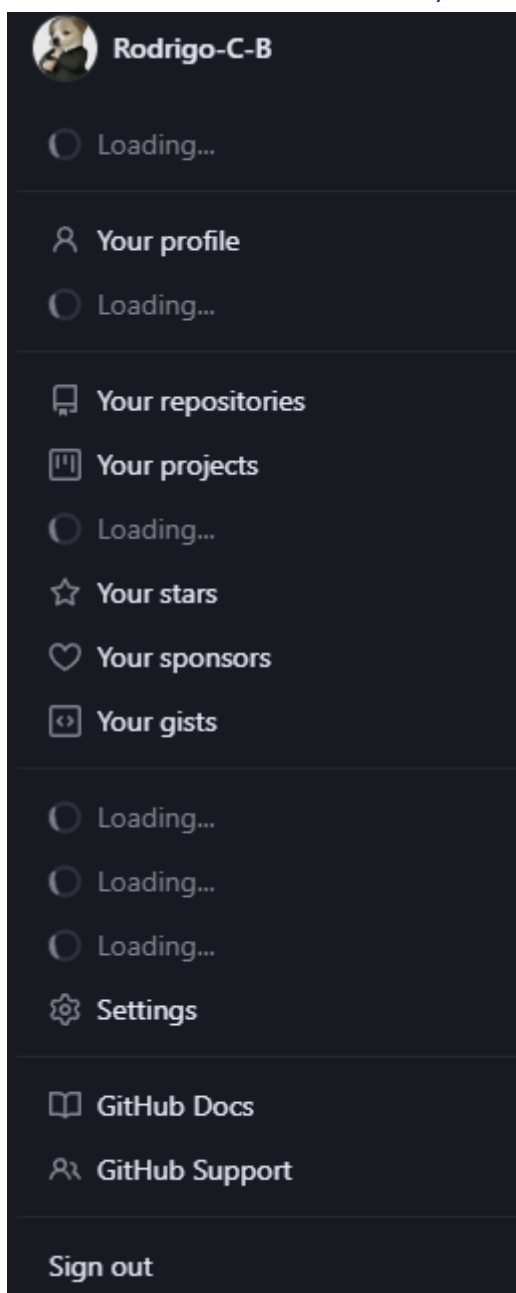 Rodrigo-C-B
Loading...
Your profile
Loading...
Your repositories
Your projects
Loading...
Your stars
Your sponsors
Your gists
Loading...
Loading...
Loading...
Settings
GitHub Docs
GitHub Support
Sign out